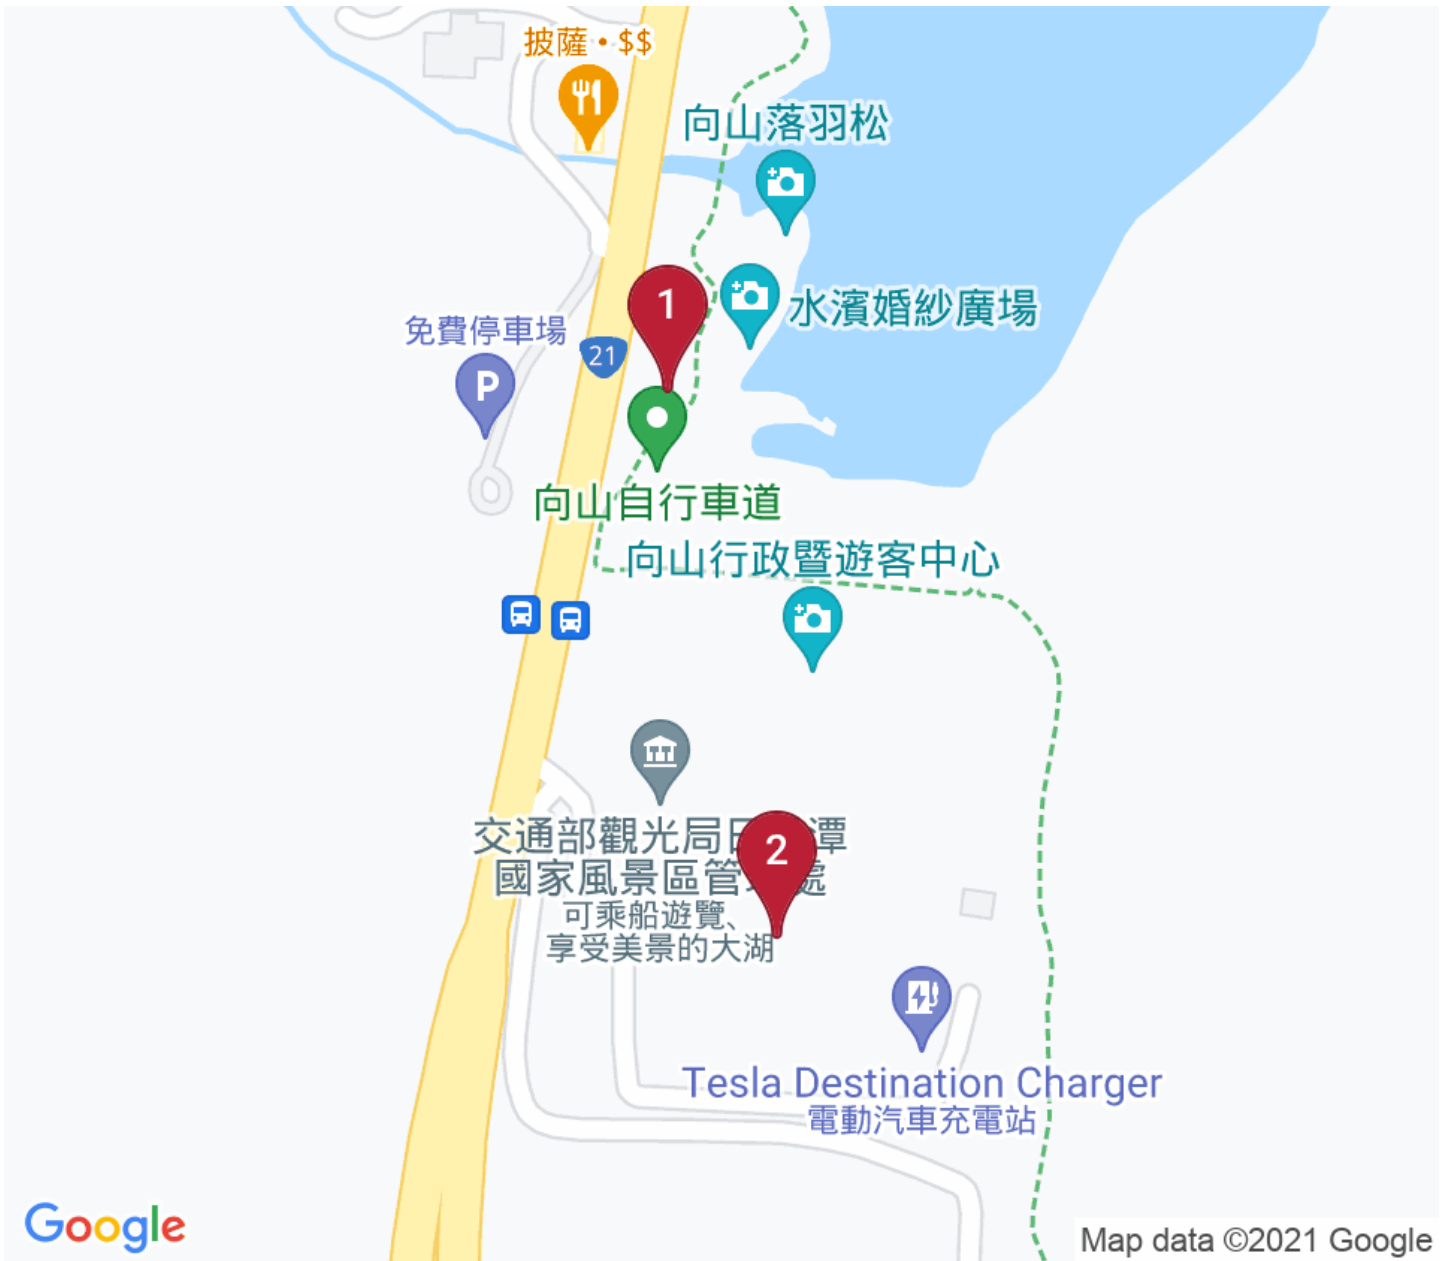 披薩・$$
向山落羽松
1
水濱婚紗廣場
免費停車場
21
P
向山自行車道
向山行政暨遊客中心
交通部觀光局日 潭
2
國家風景區管 處
可乘船遊覽、
享受美景的大湖
Tesla Destination Charger
電動汽車充電站
Google
Map data ©2021 Google